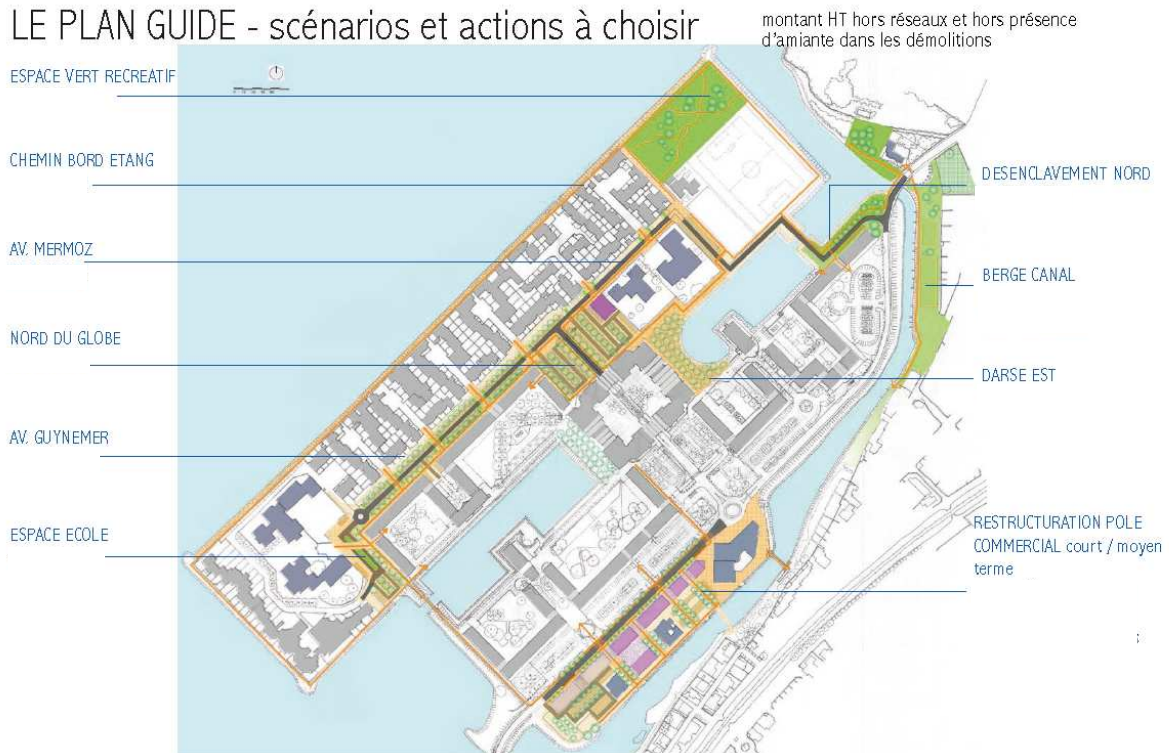 LE PLAN GUIDE - scénarios et actions à choisir
montant HT hors réseaux et hors présence
d'amiante dans les démolitions
ESPACE VERT RECREATIF
CHEMIN BORD ETANG
AV. MERMOZ
NORD DU GLOBE
AV. GUYNEMER
ESPACE ECOLE
DESENCLAVEMENT NORD
BERGE CANAL
DARSE EST
RESTRUCTURATION POLE
COMMERCIAL court / moyen
terme